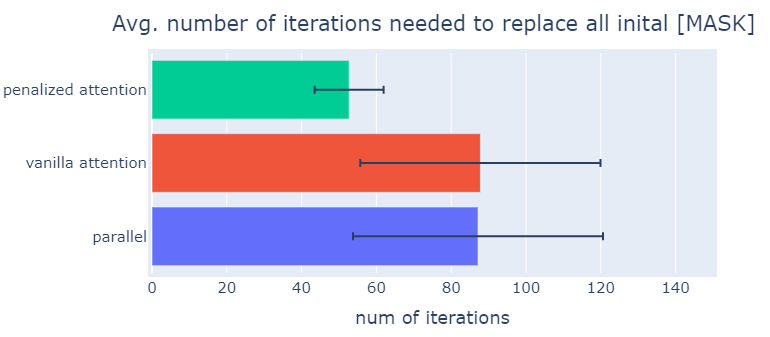 Avg. number of iterations needed to replace all inital [MASK]
penalized attention
vanilla attention
parallel
0 20 40 60 80 100 120 140
num of iterations